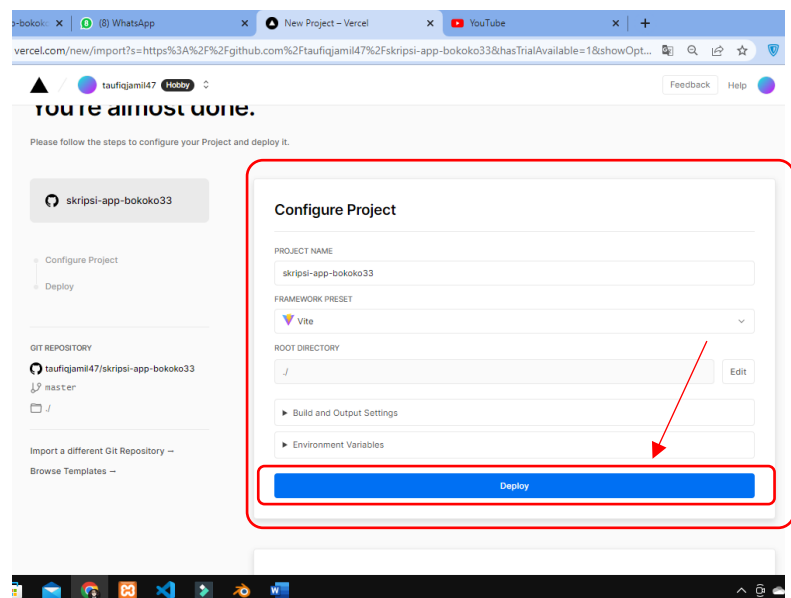 -bokok
(8) WhatsApp
New Project – Vercel
YouTube
vercel.com/new/import?s=https%3A%2F%2Fgithub.com%2Ftaufiqjamil47%2Fskripsi-app-bokoko33&hasTrialAvailable=1&showOpt...
taufiqjamil47 Hobby
Feedback
Help
You're almost done.
Please follow the steps to configure your Project and deploy it.
skripsi-app-bokoko33
Configure Project
Deploy
GIT REPOSITORY
taufiqjamil47/skripsi-app-bokoko33
master
./
Import a different Git Repository →
Browse Templates →
Configure Project
PROJECT NAME
skripsi-app-bokoko33
FRAMEWORK PRESET
Vite
ROOT DIRECTORY
./
Edit
Build and Output Settings
Environment Variables
Deploy